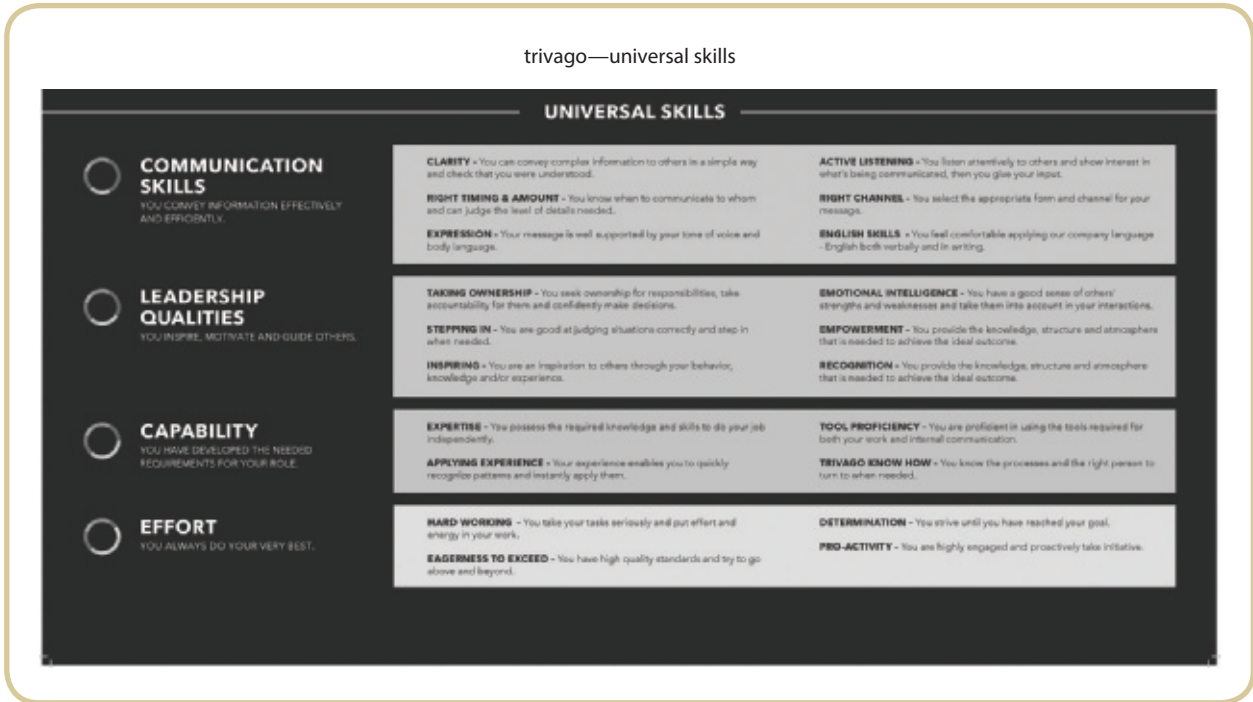 trivago—universal skills
UNIVERSAL SKILLS
COMMUNICATION
SKILLS
YOU CONVEY INFORMATION EFFECTIVELY
AND EFFICIENTLY.
CLARITY - You can convey complex information to others in a simple way
and check that you were understood.
RIGHT TIMING & AMOUNT - You know when to communicate to whom
and can judge the level of details needed.
EXPRESSION - Your message is well supported by your tone of voice and
body language.
ACTIVE LISTENING - You listen attentively to others and show interest in
what's being communicated, then you give your input.
RIGHT CHANNEL - You select the appropriate form and channel for your
message.
ENGLISH SKILLS - You feel comfortable applying our company language
- English both verbally and in writing.
LEADERSHIP
QUALITIES
YOU INSPIRE, MOTIVATE AND GUIDE OTHERS.
TAKING OWNERSHIP - You seek ownership for responsibilities, take
accountability for them and confidently make decisions.
STEPPING IN - You are good at judging situations correctly and step in
when needed.
INSPIRING - You are an inspiration to others through your behavior,
knowledge and/or experience.
EMOTIONAL INTELLIGENCE - You have a good sense of others'
strengths and weaknesses and take them into account in your interactions.
EMPOWERMENT - You provide the knowledge, structure and atmosphere
that is needed to achieve the ideal outcome.
RECOGNITION - You provide the knowledge, structure and atmosphere
that is needed to achieve the ideal outcome.
CAPABILITY
YOU HAVE DEVELOPED THE NEEDED
REQUIREMENTS FOR YOUR ROLE.
EXPERTISE - You possess the required knowledge and skills to do your job
independently.
APPLYING EXPERIENCE - Your experience enables you to quickly
recognize patterns and instantly apply them.
TOOL PROFICIENCY - You are proficient in using the tools required for
both your work and internal communication.
TRIVAGO KNOW HOW - You know the processes and the right person to
turn to when needed.
EFFORT
YOU ALWAYS DO YOUR VERY BEST.
HARD WORKING - You take your tasks seriously and put effort and
energy in your work.
EAGERNESS TO EXCEED - You have high quality standards and try to go
above and beyond.
DETERMINATION - You strive until you have reached your goal.
PRO-ACTIVITY - You are highly engaged and proactively take initiative.